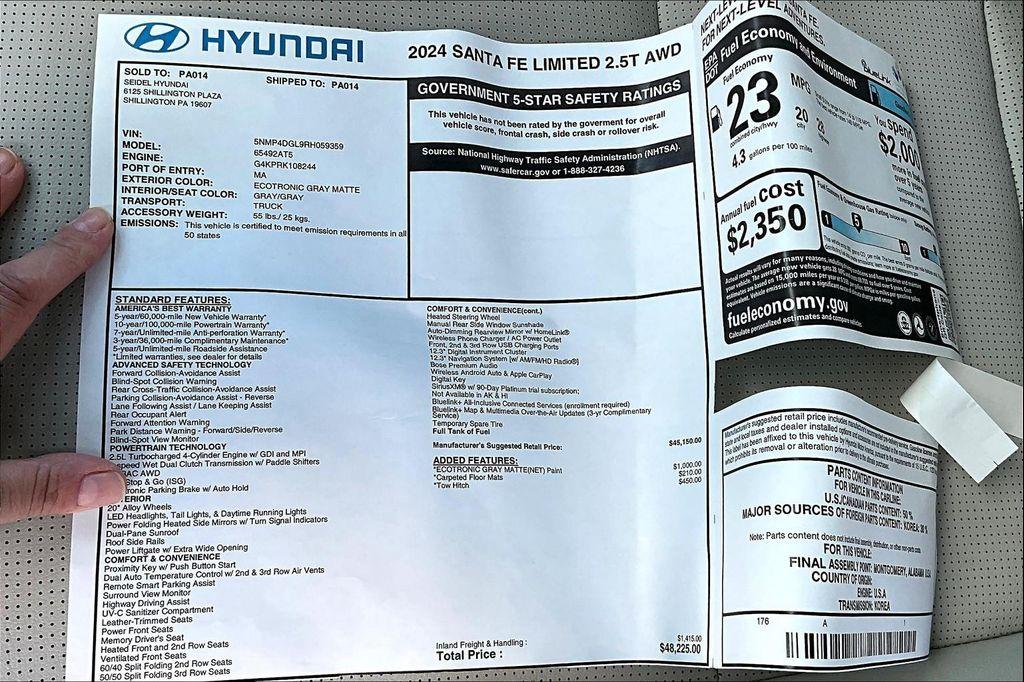 HYUNDAI
2024 SANTA FE LIMITED 2.5T AWD
SOLD TO: PA014
SEIDEL HYUNDAI
6125 SHILLINGTON PLAZA
SHILLINGTON PA 19607
SHIPPED TO: PA014
VIN: 5NMP4DGL9RH059359
MODEL: 65492AT5
ENGINE: G4KPRK108244
PORT OF ENTRY: MA
EXTERIOR COLOR: ECOTRONIC GRAY MATTE
INTERIOR/SEAT COLOR: GRAY/GRAY
TRANSPORT: TRUCK
ACCESSORY WEIGHT: 55 lbs./ 25 kgs.
EMISSIONS: This vehicle is certified to meet emission requirements in all
50 states
GOVERNMENT 5-STAR SAFETY RATINGS
This vehicle has not been rated by the goverment for overall
vehicle score, frontal crash, side crash or rollover risk.
Source: National Highway Traffic Safety Administration (NHTSA).
www.safercar.gov or 1-888-327-4236
STANDARD FEATURES:
AMERICA'S BEST WARRANTY
5-year/60,000-mile New Vehicle Warranty*
10-year/100,000-mile Powertrain Warranty*
7-year/Unlimited-mile Anti-perforation Warranty*
3-year/36,000-mile Complimentary Maintenance*
5-year/Unlimited-mile Roadside Assistance
*Limited warranties, see dealer for details
ADVANCED SAFETY TECHNOLOGY
Forward Collision-Avoidance Assist
Blind-Spot Collision Warning
Rear Cross-Traffic Collision-Avoidance Assist
Parking Collision-Avoidance Assist - Reverse
Lane Following Assist / Lane Keeping Assist
Rear Occupant Alert
Forward Attention Warning
Park Distance Warning - Forward/Side/Reverse
Blind-Spot View Monitor
POWERTRAIN TECHNOLOGY
2.5L Turbocharged 4-Cylinder Engine w/ GDI and MPI
speed Wet Dual Clutch Transmission w/ Paddle Shifters
RAC AWD
Stop & Go (ISG)
ronic Parking Brake w/ Auto Hold
ERIOR
20" Alloy Wheels
LED Headlights, Tail Lights, & Daytime Running Lights
Power Folding Heated Side Mirrors w/ Turn Signal Indicators
Dual-Pane Sunroof
Roof Side Rails
Power Liftgate w/ Extra Wide Opening
COMFORT & CONVENIENCE
Proximity Key w/ Push Button Start
Dual Auto Temperature Control w/ 2nd & 3rd Row Air Vents
Remote Smart Parking Assist
Surround View Monitor
Highway Driving Assist
UV-C Sanitizer Compartment
Leather-Trimmed Seats
Power Front Seats
Memory Driver's Seat
Heated Front and 2nd Row Seats
Ventilated Front Seats
60/40 Split Folding 2nd Row Seats
50/50 Split Folding 3rd Row Seats
COMFORT & CONVENIENCE(cont.)
Heated Steering Wheel
Manual Rear Side Window Sunshade
Auto-Dimming Rearview Mirror w/ HomeLink®
Wireless Phone Charger / AC Power Outlet
Front, 2nd & 3rd Row USB Charging Ports
12.3" Digital Instrument Cluster
12.3" Navigation System [w/ AM/FM/HD Radio®]
Bose Premium Audio
Wireless Android Auto & Apple CarPlay
Digital Key
SiriusXM® w/ 90-Day Platinum trial subscription;
Not Available in AK & HI
Bluelink+ All-Inclusive Connected Services (enrollment required)
Bluelink+ Map & Multimedia Over-the-Air Updates (3-yr Complimentary
Service)
Temporary Spare Tire
Full Tank of Fuel
Manufacturer's Suggested Retail Price: $45,150.00
ADDED FEATURES:
*ECOTRONIC GRAY MATTE(NET) Paint $1,000.00
*Carpeted Floor Mats $210.00
*Tow Hitch $450.00
Inland Freight & Handling : $1,415.00
Total Price : $48,225.00
FOR NEXT-LEVEL ADVENTURES
EPA
DOT
Fuel Economy and Environment
Fuel Economy
23
MPG
combined city/hwy
20
city
4.3 gallons per 100 miles
You Spend
Annual fuel cost
$2,350
1
5
10
fueleconomy.gov
Calculate personalized estimates and compare vehicles
PARTS CONTENT INFORMATION
FOR VEHICLE IN THIS CARLINE:
U.S./CANADIAN PARTS CONTENT: 50 %
MAJOR SOURCES OF FOREIGN PARTS CONTENT: KOREA: 38 %
Note: Parts content does not include final assembly, distribution, or other non-parts
FOR THIS VEHICLE:
FINAL ASSEMBLY POINT: MONTGOMERY, ALABAMA USA
COUNTRY OF ORIGIN:
ENGINE: U.S.A
TRANSMISSION: KOREA
176 A 1